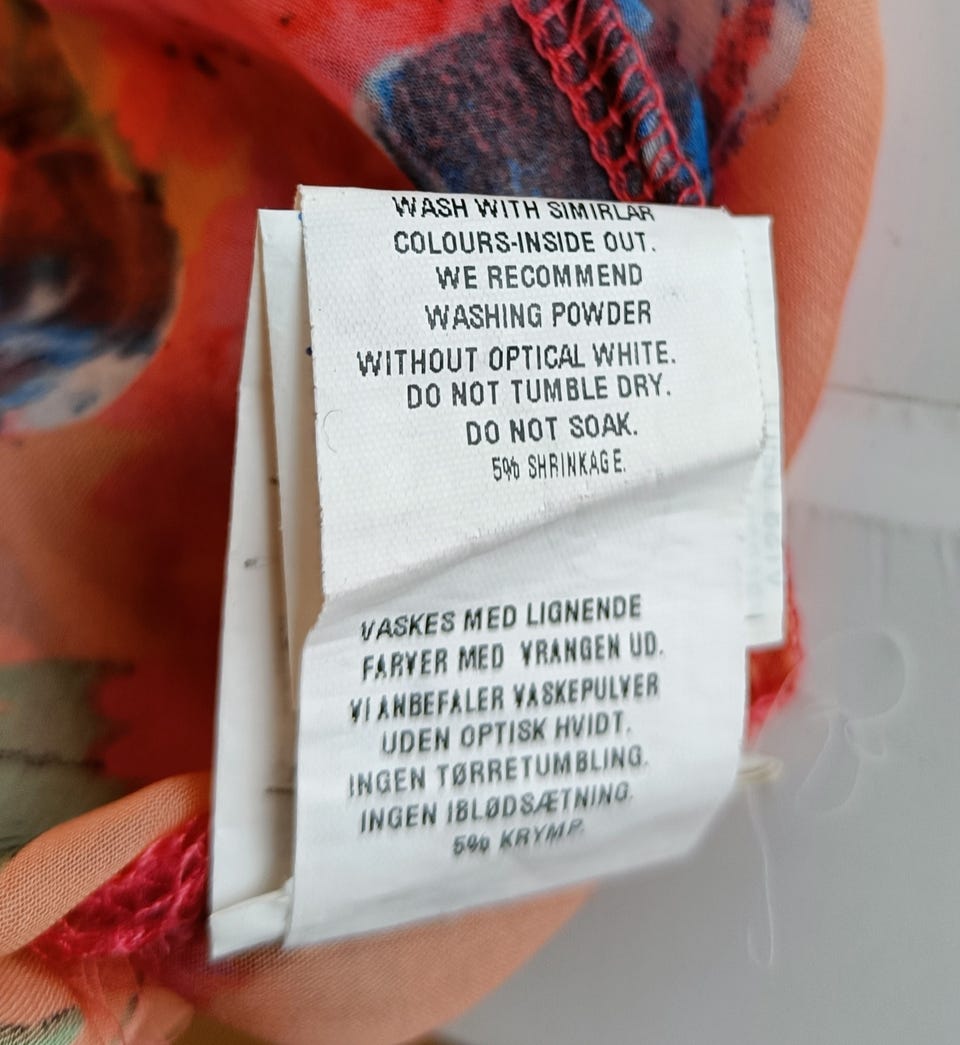 WASH WITH SIMIRLAR
COLOURS-INSIDE OUT.
WE RECOMMEND
WASHING POWDER
WITHOUT OPTICAL WHITE.
DO NOT TUMBLE DRY.
DO NOT SOAK.
5% SHRINKAGE.
VASKES MED LIGNENDE
FARVER MED VRANGEN UD.
VI ANBEFALER VASKEPULVER
UDEN OPTISK HVIDT.
INGEN TØRRETUMBLING.
INGEN IBLØDSÆTNING.
5% KRYMP.